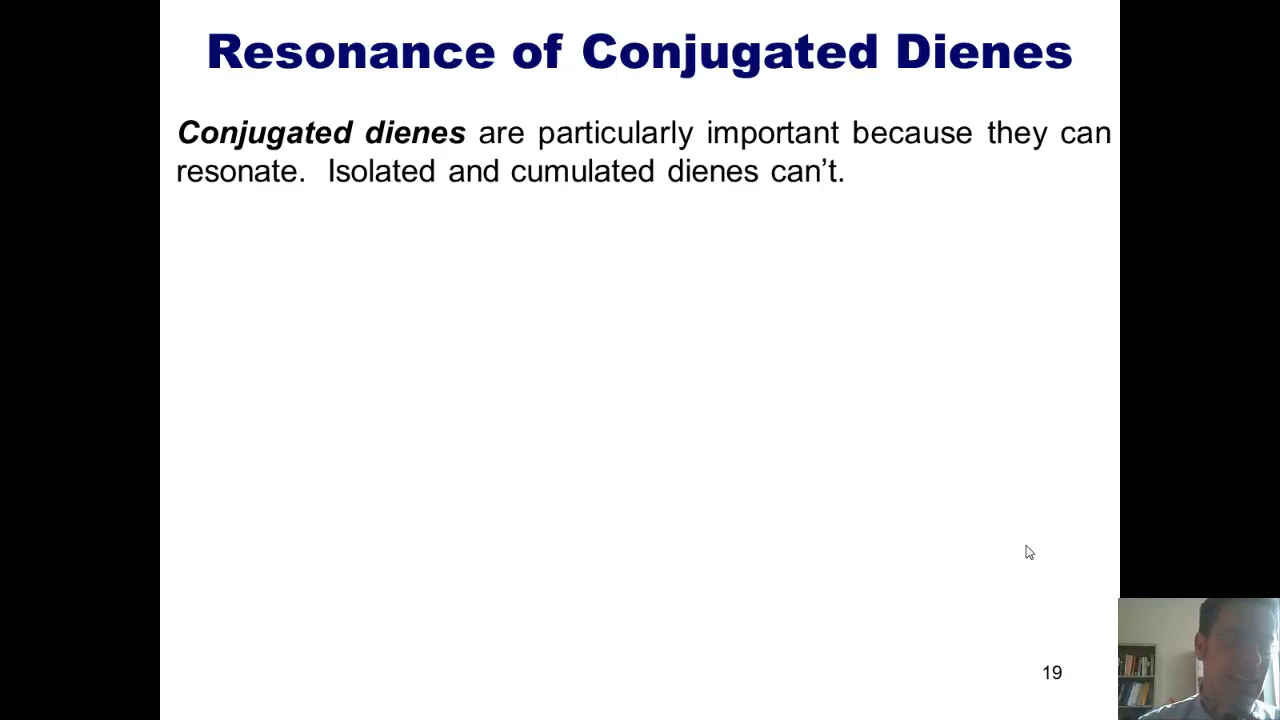 Resonance of Conjugated Dienes
Conjugated dienes are particularly important because they can
resonate.  Isolated and cumulated dienes can’t.
19